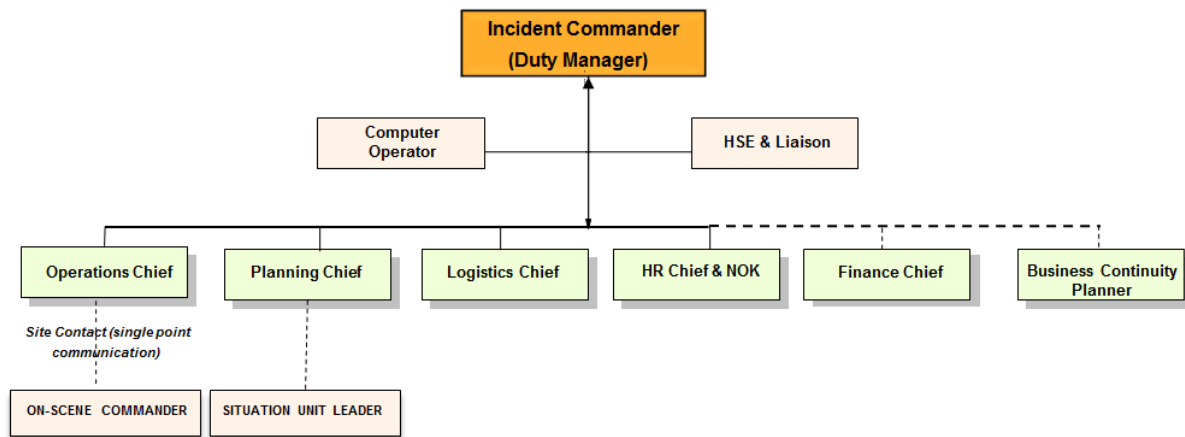 Incident Commander
(Duty Manager)
Computer
Operator
HSE & Liaison
Operations Chief
Planning Chief
Logistics Chief
HR Chief & NOK
Finance Chief
Business Continuity
Planner
Site Contact (single point
communication)
ON-SCENE COMMANDER
SITUATION UNIT LEADER